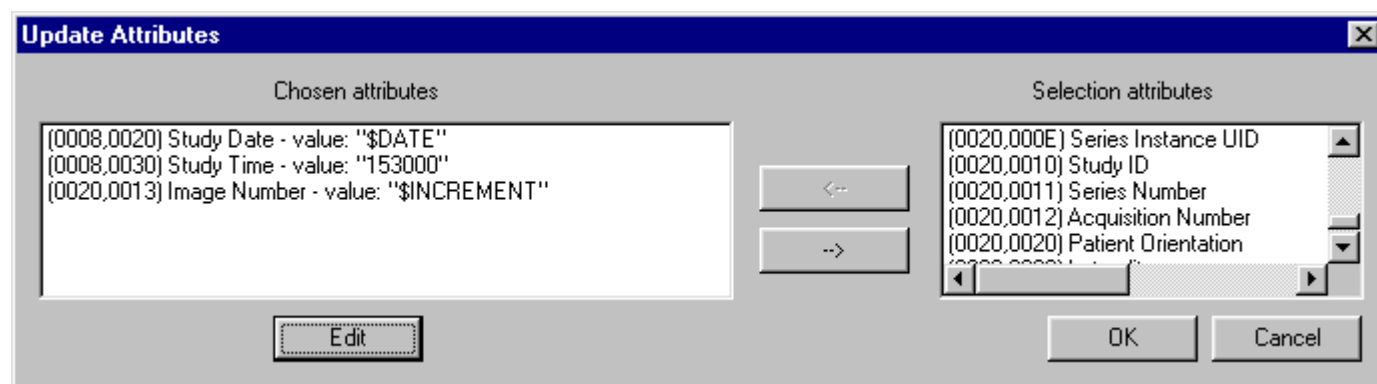 Update Attributes
Chosen attributes
(0008,0020) Study Date - value: "$DATE"
(0008,0030) Study Time - value: "153000"
(0020,0013) Image Number - value: "$INCREMENT"
<--
-->
Selection attributes
(0020,000E) Series Instance UID
(0020,0010) Study ID
(0020,0011) Series Number
(0020,0012) Acquisition Number
(0020,0020) Patient Orientation
Edit
OK
Cancel